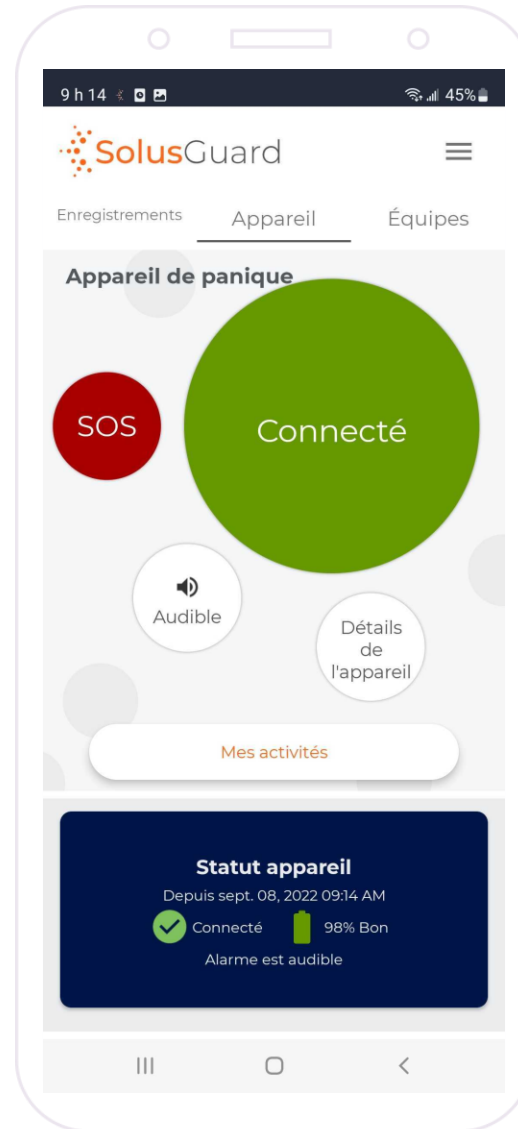 9 h 14
45%
SolusGuard
Enregistrements Appareil Équipes
Appareil de panique
SOS
Connecté
Audible
Détails
de
l'appareil
Mes activités
Statut appareil
Depuis sept. 08, 2022 09:14 AM
Connecté 98% Bon
Alarme est audible